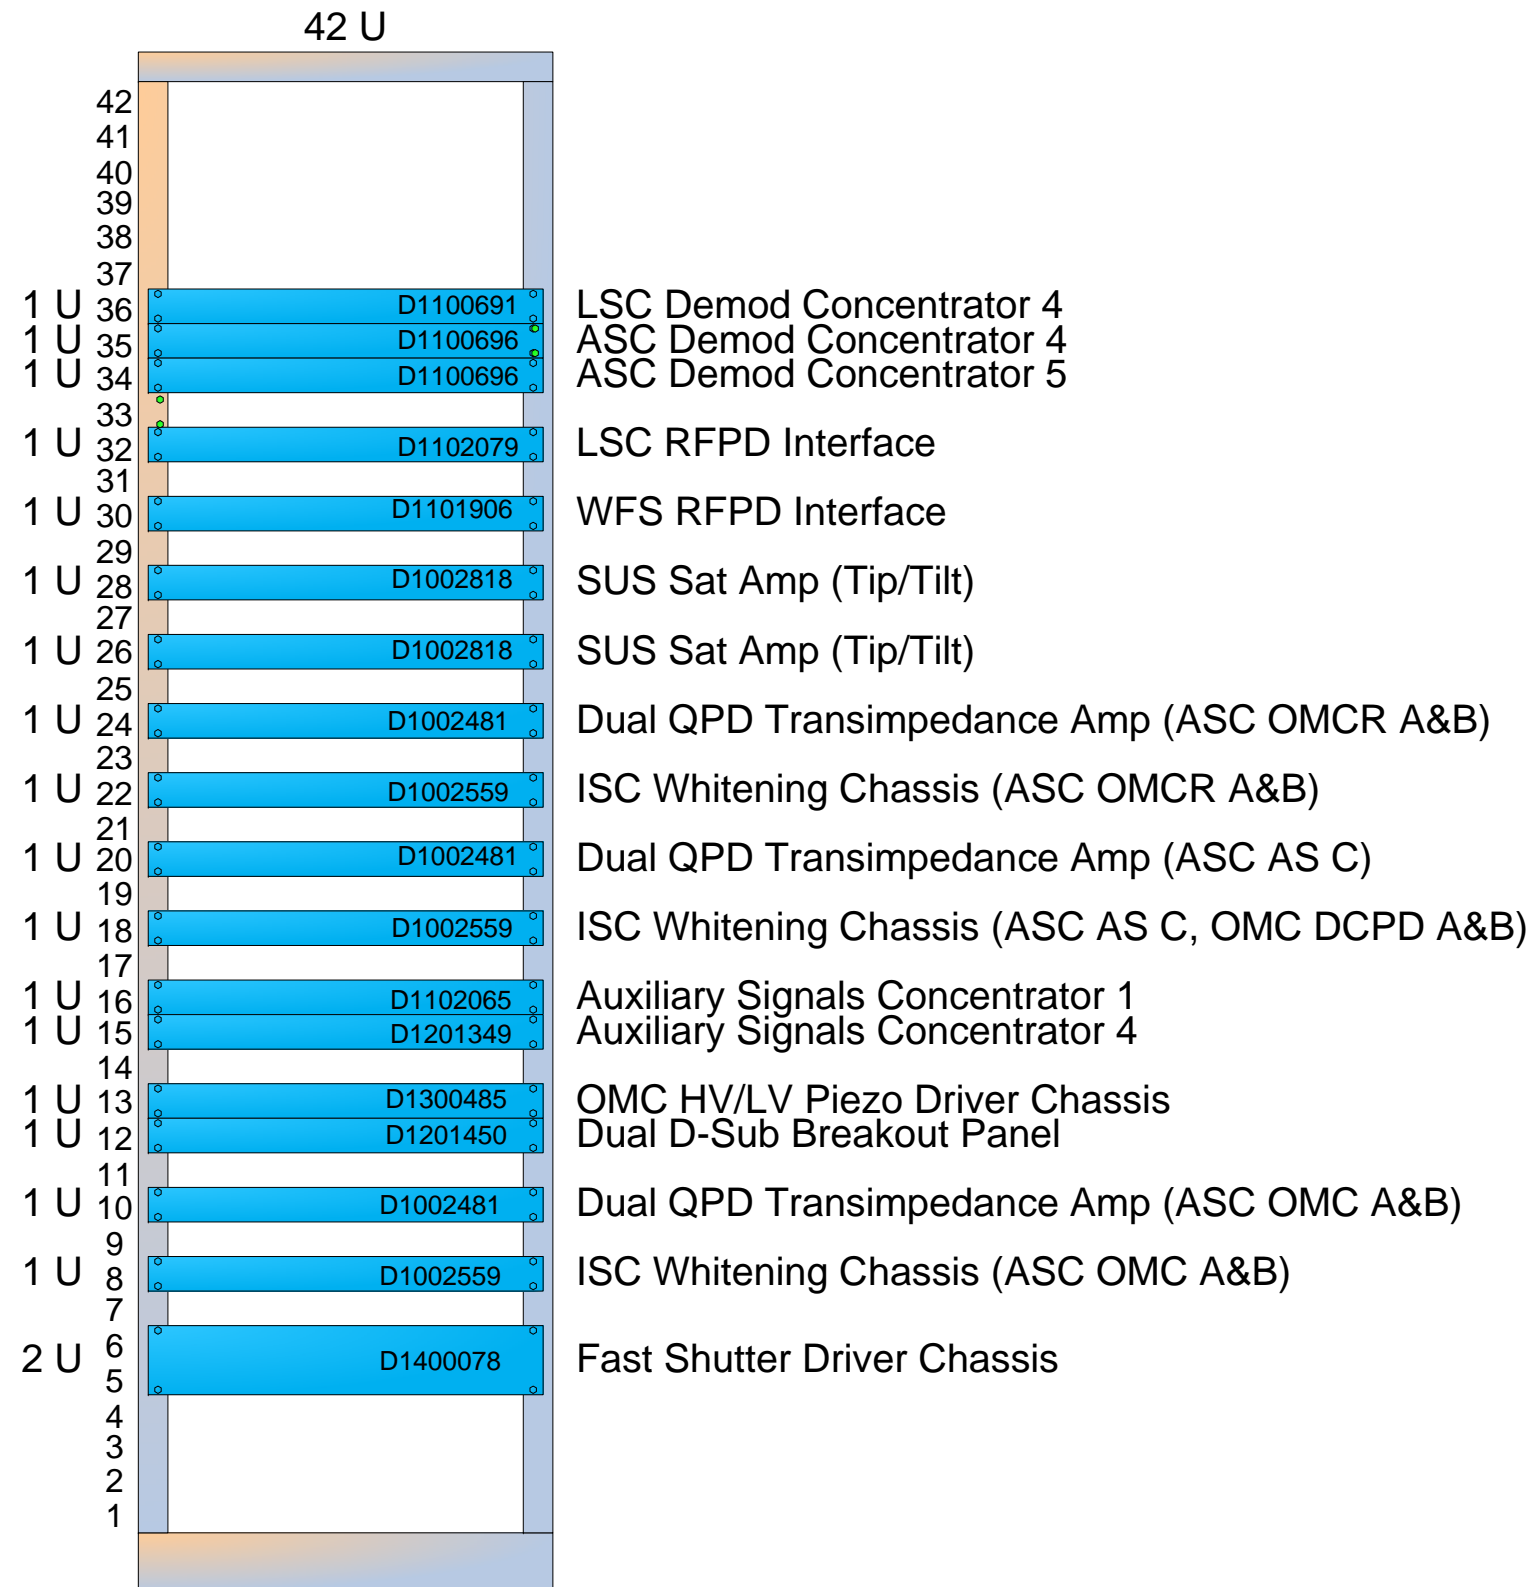 42 U
42
41
40
39
38
37
1 U 36 D1100691 LSC Demod Concentrator 4
1 U 35 D1100696 ASC Demod Concentrator 4
1 U 34 D1100696 ASC Demod Concentrator 5
33
1 U 32 D1102079 LSC RFPD Interface
31
1 U 30 D1101906 WFS RFPD Interface
29
1 U 28 D1002818 SUS Sat Amp (Tip/Tilt)
27
1 U 26 D1002818 SUS Sat Amp (Tip/Tilt)
25
1 U 24 D1002481 Dual QPD Transimpedance Amp (ASC OMCR A&B)
23
1 U 22 D1002559 ISC Whitening Chassis (ASC OMCR A&B)
21
1 U 20 D1002481 Dual QPD Transimpedance Amp (ASC AS C)
19
1 U 18 D1002559 ISC Whitening Chassis (ASC AS C, OMC DCPD A&B)
17
1 U 16 D1102065 Auxiliary Signals Concentrator 1
1 U 15 D1201349 Auxiliary Signals Concentrator 4
14
1 U 13 D1300485 OMC HV/LV Piezo Driver Chassis
1 U 12 D1201450 Dual D-Sub Breakout Panel
11
1 U 10 D1002481 Dual QPD Transimpedance Amp (ASC OMC A&B)
9
1 U 8 D1002559 ISC Whitening Chassis (ASC OMC A&B)
7
6
2 U D1400078 Fast Shutter Driver Chassis
5
4
3
2
1